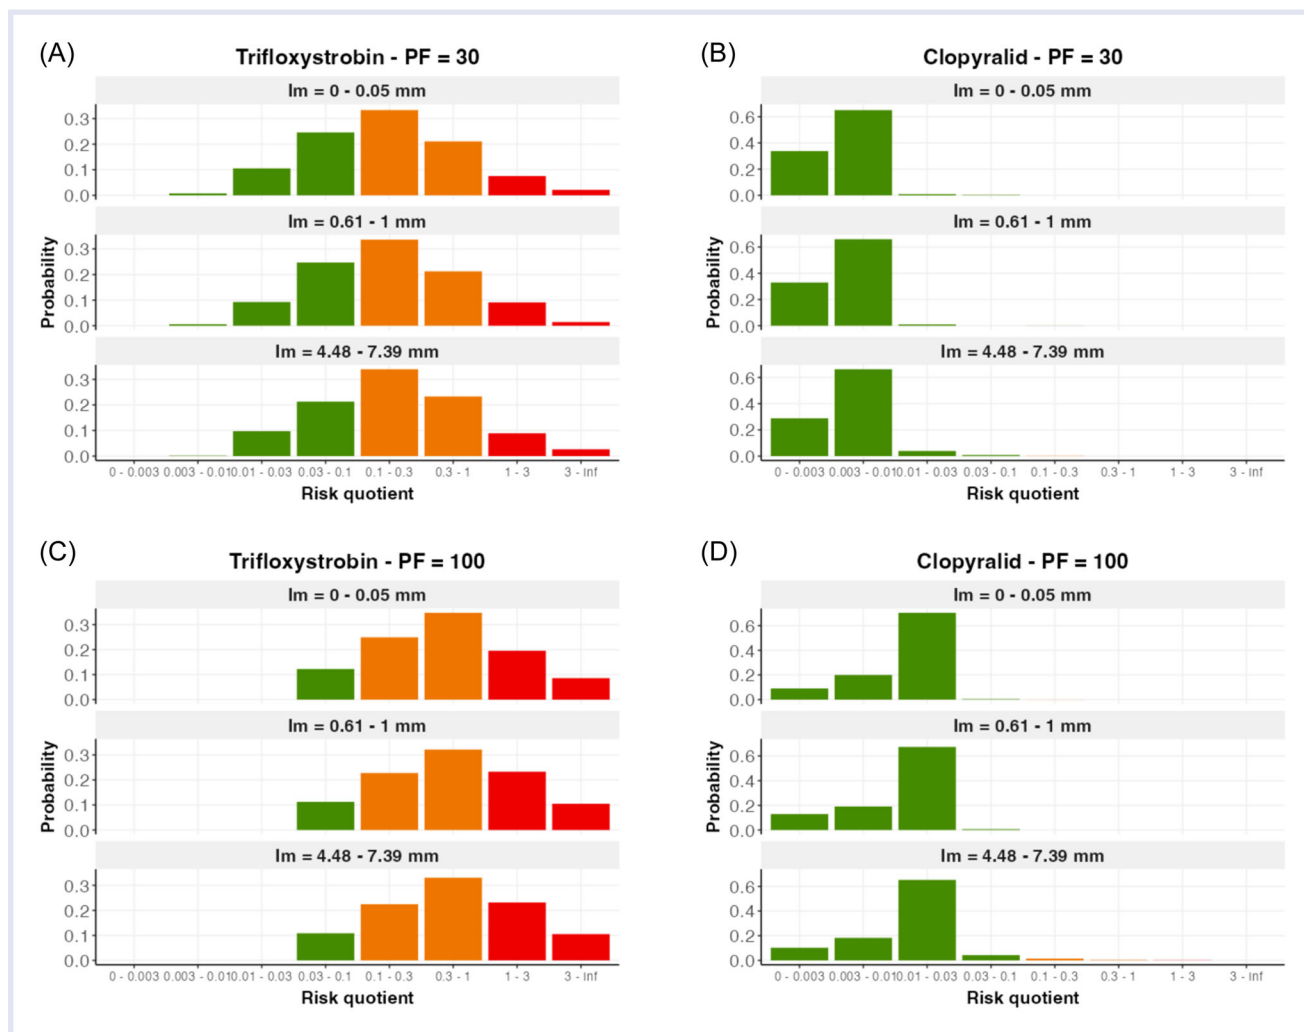 (A)
Trifloxystrobin - PF = 30
Im = 0 - 0.05 mm
0.3
0.2
0.1
0.0
Im = 0.61 - 1 mm
0.3
0.2
0.1
0.0
Im = 4.48 - 7.39 mm
0.3
0.2
0.1
0.0
Probability
0 - 0.003 0.003 - 0.01 0.01 - 0.03 0.03 - 0.1 0.1 - 0.3 0.3 - 1 1 - 3 3 - Inf
Risk quotient
(B)
Clopyralid - PF = 30
Im = 0 - 0.05 mm
0.6
0.4
0.2
0.0
Im = 0.61 - 1 mm
0.6
0.4
0.2
0.0
Im = 4.48 - 7.39 mm
0.6
0.4
0.2
0.0
Probability
0 - 0.003 0.003 - 0.01 0.01 - 0.03 0.03 - 0.1 0.1 - 0.3 0.3 - 1 1 - 3 3 - Inf
Risk quotient
(C)
Trifloxystrobin - PF = 100
Im = 0 - 0.05 mm
0.3
0.2
0.1
0.0
Im = 0.61 - 1 mm
0.3
0.2
0.1
0.0
Im = 4.48 - 7.39 mm
0.3
0.2
0.1
0.0
Probability
0 - 0.003 0.003 - 0.01 0.01 - 0.03 0.03 - 0.1 0.1 - 0.3 0.3 - 1 1 - 3 3 - Inf
Risk quotient
(D)
Clopyralid - PF = 100
Im = 0 - 0.05 mm
0.6
0.4
0.2
0.0
Im = 0.61 - 1 mm
0.6
0.4
0.2
0.0
Im = 4.48 - 7.39 mm
0.6
0.4
0.2
0.0
Probability
0 - 0.003 0.003 - 0.01 0.01 - 0.03 0.03 - 0.1 0.1 - 0.3 0.3 - 1 1 - 3 3 - Inf
Risk quotient